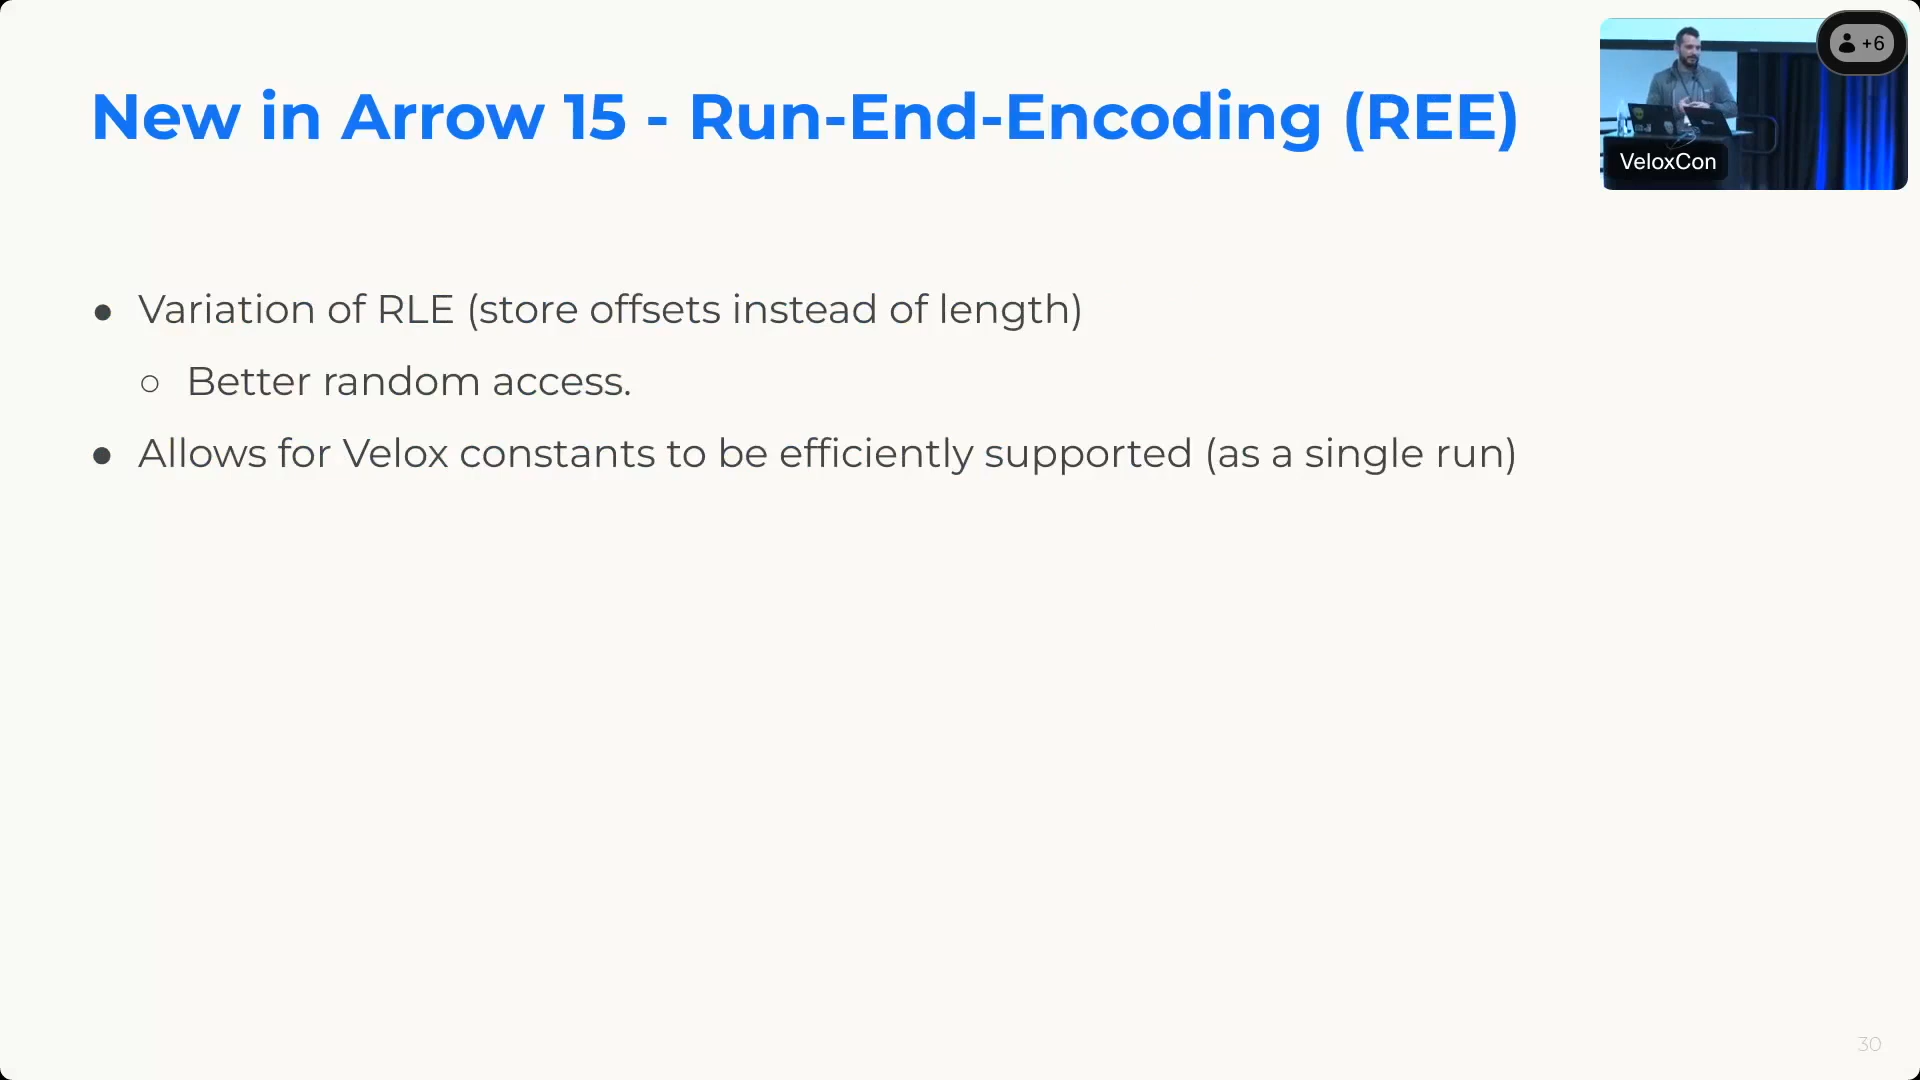 New in Arrow 15 - Run-End-Encoding (REE)
+6
VeloxCon
● Variation of RLE (store offsets instead of length)
○ Better random access.
● Allows for Velox constants to be efficiently supported (as a single run)
30